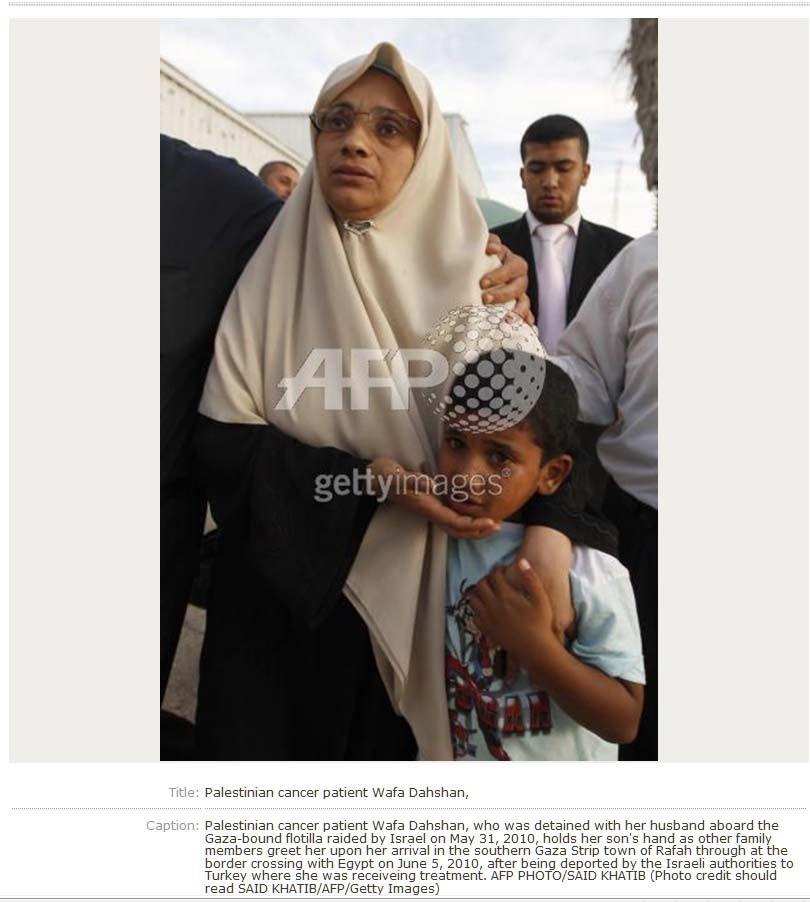 AFP
gettyimages®
Title: Palestinian cancer patient Wafa Dahshan,
Caption: Palestinian cancer patient Wafa Dahshan, who was detained with her husband aboard the
Gaza-bound flotilla raided by Israel on May 31, 2010, holds her son's hand as other family
members greet her upon her arrival in the southern Gaza Strip town of Rafah through at the
border crossing with Egypt on June 5, 2010, after being deported by the Israeli authorities to
Turkey where she was receiveing treatment. AFP PHOTO/SAID KHATIB (Photo credit should
read SAID KHATIB/AFP/Getty Images)